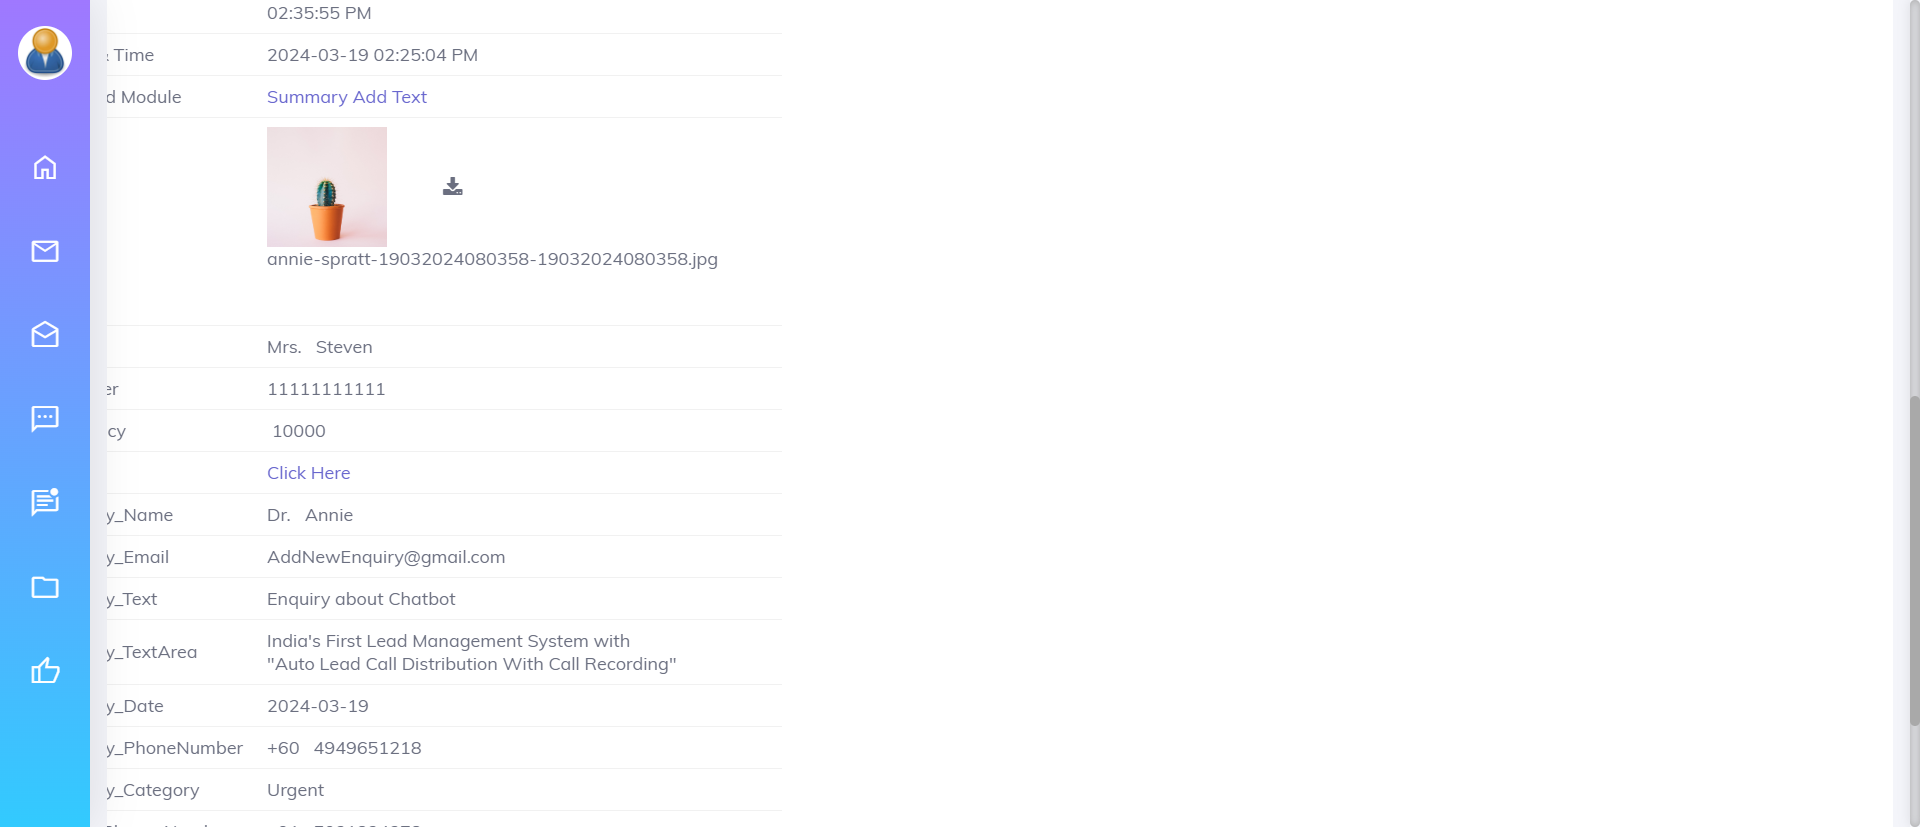 02:35:55 PM
Time 2024-03-19 02:25:04 PM
d Module Summary Add Text
annie-spratt-19032024080358-19032024080358.jpg
Mrs. Steven
er 11111111111
cy 10000
Click Here
y_Name Dr. Annie
y_Email AddNewEnquiry@gmail.com
y_Text Enquiry about Chatbot
y_TextArea India's First Lead Management System with
"Auto Lead Call Distribution With Call Recording"
y_Date 2024-03-19
y_PhoneNumber +60 4949651218
y_Category Urgent